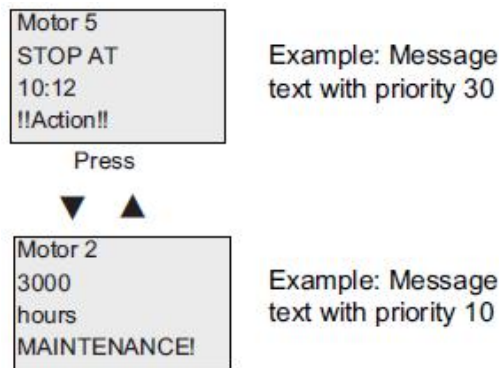 Motor 5
STOP AT
10:12
!!Action!!
Example: Message
text with priority 30
Press
Motor 2
3000
hours
MAINTENANCE!
Example: Message
text with priority 10